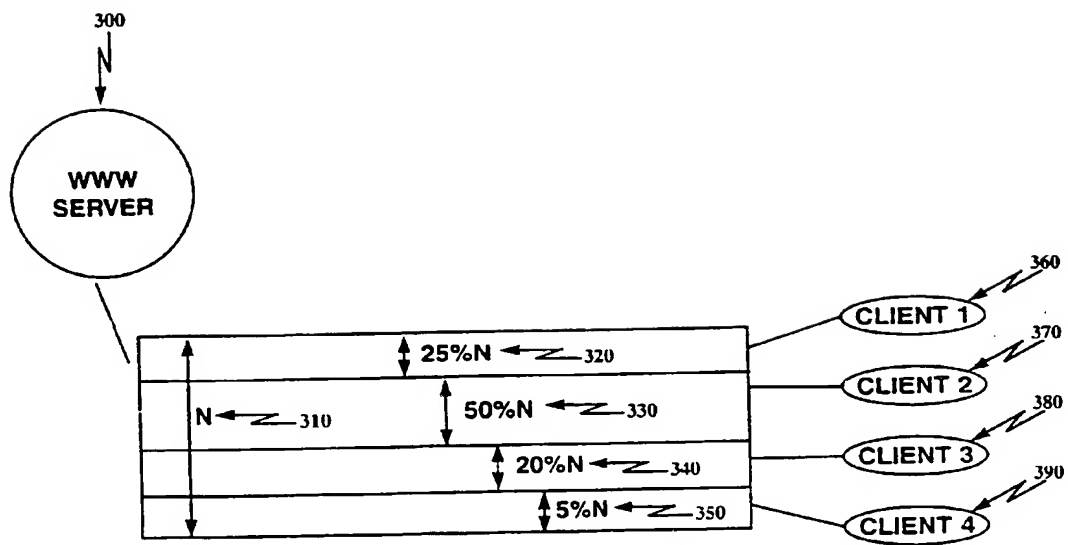 300
WWW
SERVER
360
CLIENT 1
25%N
320
370
CLIENT 2
N
310
50%N
330
380
CLIENT 3
20%N
340
390
5%N
350
CLIENT 4